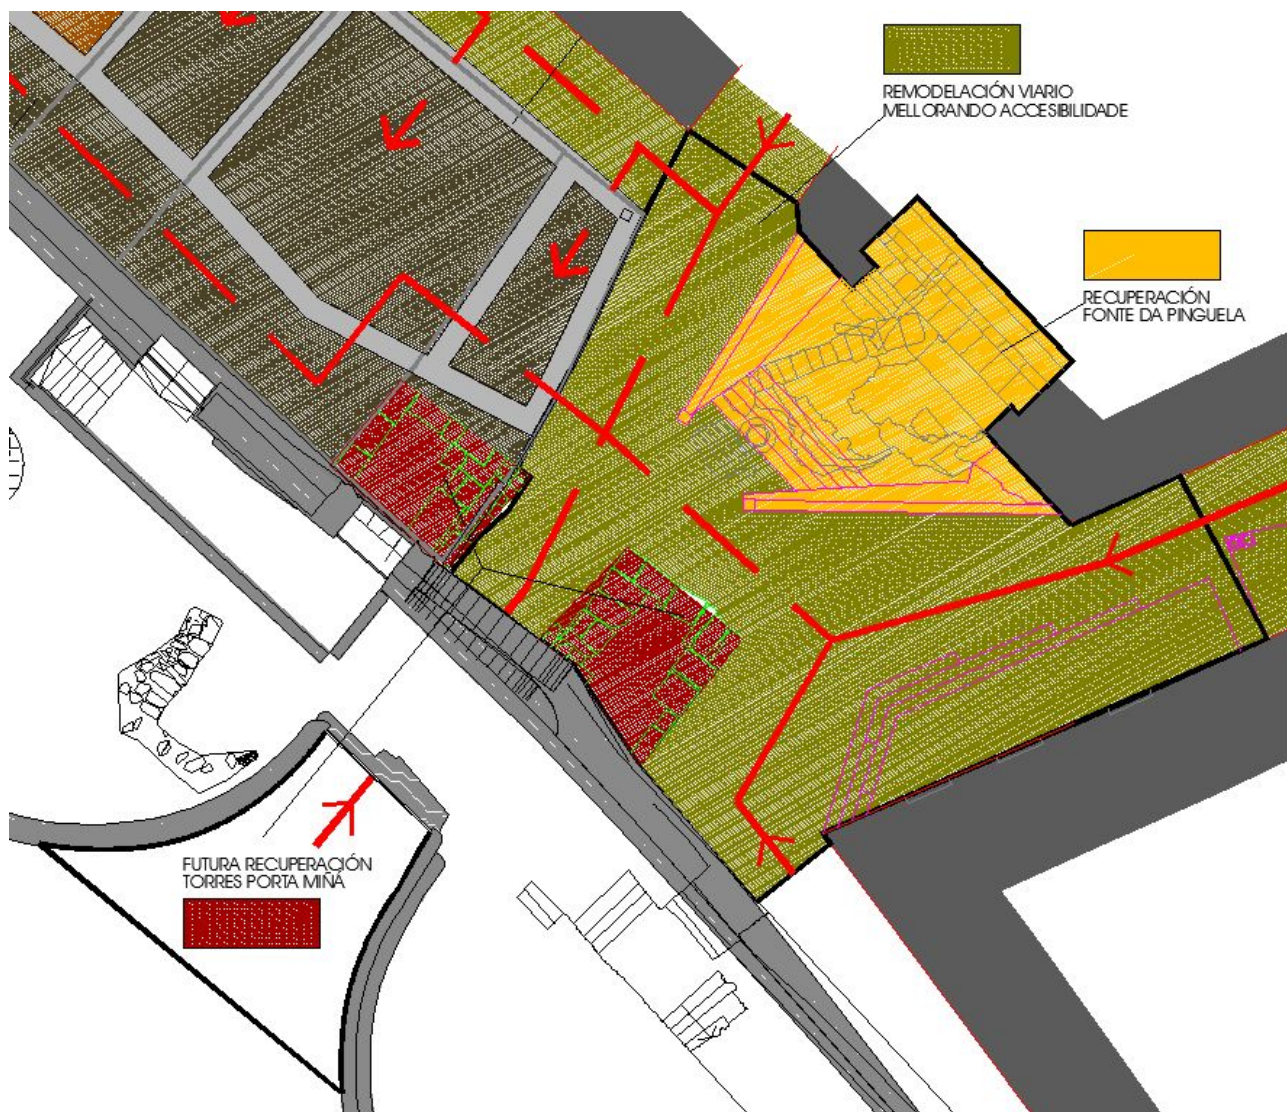 REMODELACIÓN VIARIO
MELLORANDO ACCESIBILIDADE
RECUPERACIÓN
FONTE DA PINGUELA
FUTURA RECUPERACIÓN
TORRES PORTA MIÑÁ